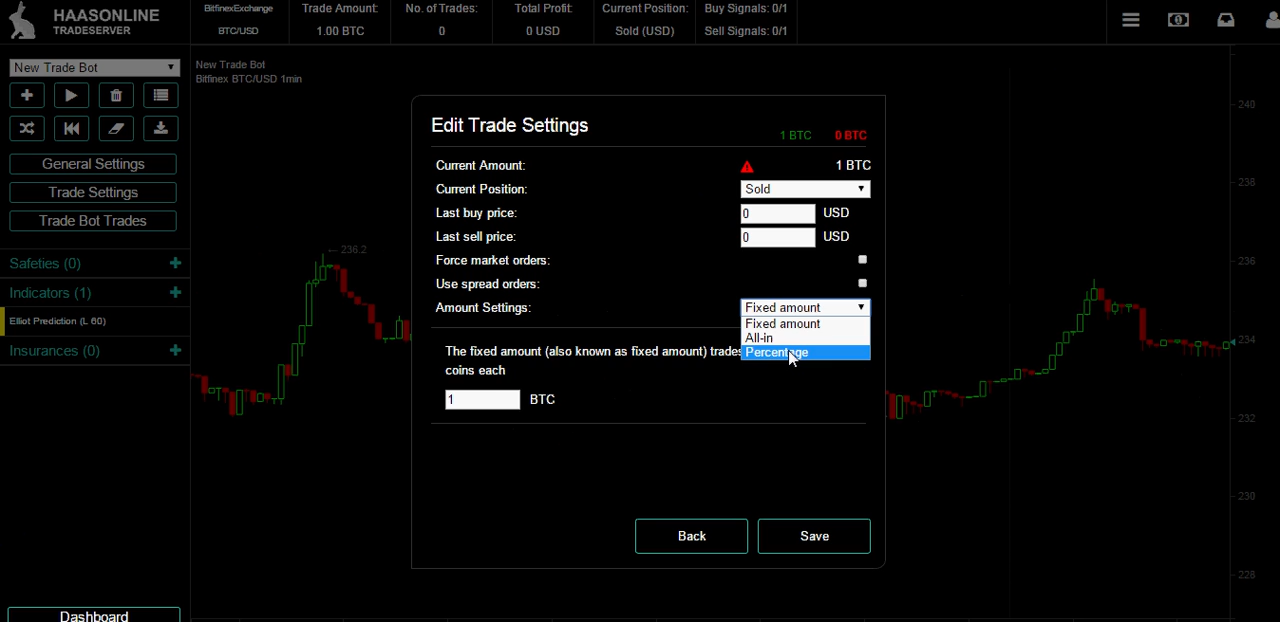 HAASONLINE
TRADESERVER
BitfinexExchange
BTC/USD
Trade Amount:
1.00 BTC
No. of Trades:
0
Total Profit:
0 USD
Current Position:
Sold (USD)
Buy Signals: 0/1
Sell Signals: 0/1
New Trade Bot
General Settings
Trade Settings
Trade Bot Trades
Safeties (0)
Indicators (1)
Elliot Prediction (L 60)
Insurances (0)
Dashboard
New Trade Bot
Bitfinex BTC/USD 1min
← 236.2
Edit Trade Settings
1 BTC 0 BTC
Current Amount: 1 BTC
Current Position: Sold
Last buy price: 0 USD
Last sell price: 0 USD
Force market orders:
Use spread orders:
Amount Settings: Fixed amount
Fixed amount
All-in
Percentage
The fixed amount (also known as fixed amount) trades
coins each
1 BTC
Back Save
240
238
236
234
232
230
228